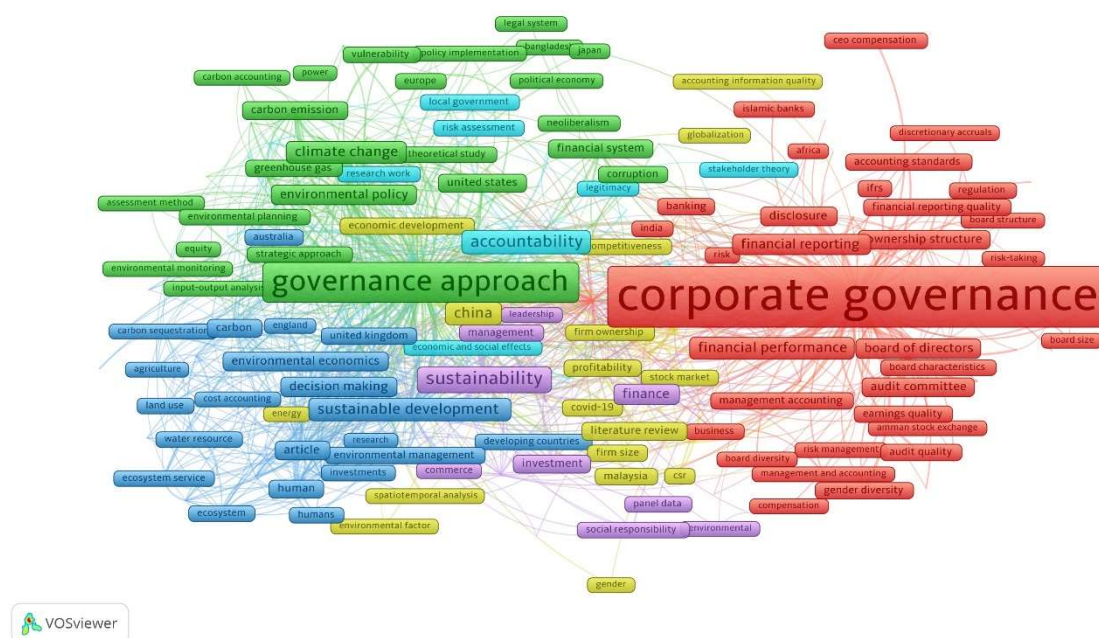 legal system
ceo compensation
vulnerability
policy implementation
bangladesh
japan
carbon accounting
power
europe
political economy
accounting information quality
carbon emission
local government
islamic banks
risk assessment
neoliberalism
globalization
discretionary accruals
climate change
theoretical study
financial system
africa
accounting standards
greenhouse gas
research work
corruption
stakeholder theory
environmental policy
united states
legitimacy
ifrs
regulation
assessment method
banking
financial reporting quality
environmental planning
economic development
disclosure
board structure
australia
india
equity
accountability
competitiveness
financial reporting
ownership structure
strategic approach
risk
risk-taking
environmental monitoring
governance approach
input-output analysis
corporate governance
china
leadership
carbon sequestration
carbon
england
united kingdom
management
firm ownership
board size
economic and social effects
financial performance
board of directors
environmental economics
agriculture
profitability
board characteristics
sustainability
stock market
decision making
audit committee
finance
cost accounting
management accounting
land use
energy
sustainable development
covid-19
earnings quality
amman stock exchange
water resource
research
developing countries
literature review
business
article
environmental management
firm size
risk management
audit quality
board diversity
investment
ecosystem service
investments
commerce
malaysia
csr
management and accounting
human
gender diversity
spatiotemporal analysis
panel data
compensation
ecosystem
humans
environmental factor
social responsibility
environmental
gender
VOSviewer